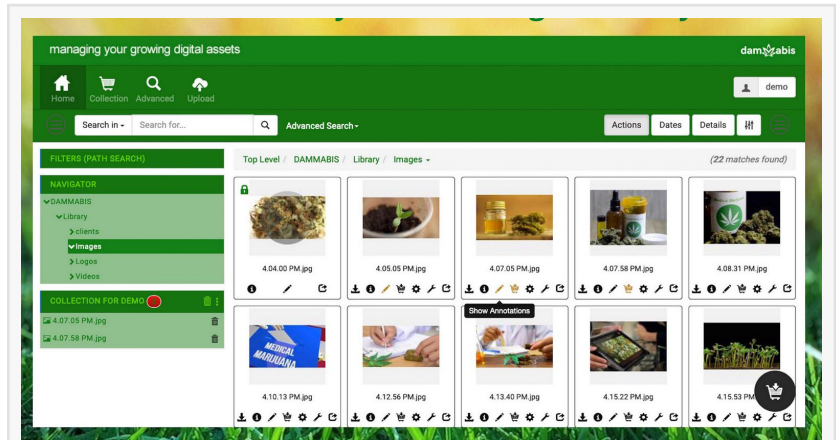 managing your growing digital assets
dam abis
Home
Collection
Advanced
Upload
demo
Search in
Search for...
Advanced Search
Actions
Dates
Details
FILTERS (PATH SEARCH)
Top Level / DAMMABIS / Library / Images
(22 matches found)
NAVIGATOR
DAMMABIS
Library
clients
Images
Logos
Videos
COLLECTION FOR DEMO
4.07.05 PM.jpg
4.07.58 PM.jpg
4.04.00 PM.jpg
4.05.05 PM.jpg
4.07.05 PM.jpg
4.07.58 PM.jpg
4.08.31 PM.jpg
Show Annotations
MEDICAL
MARIJUANA
4.10.13 PM.jpg
4.12.56 PM.jpg
4.13.40 PM.jpg
4.15.22 PM.jpg
4.15.53 PM